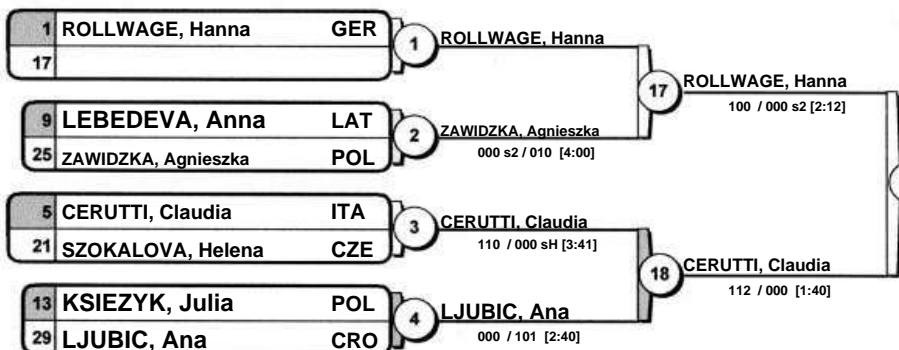 1 ROLLWAGE, Hanna GER
17
1
ROLLWAGE, Hanna
9 LEBEDEVA, Anna LAT
25 ZAWIDZKA, Agnieszka POL
2
ZAWIDZKA, Agnieszka
000 s2 / 010 [4:00]
17
ROLLWAGE, Hanna
100 / 000 s2 [2:12]
5 CERUTTI, Claudia ITA
21 SZOKALOVA, Helena CZE
3
CERUTTI, Claudia
110 / 000 sH [3:41]
13 KSIEZYK, Julia POL
29 LJUBIC, Ana CRO
4
LJUBIC, Ana
000 / 101 [2:40]
18
CERUTTI, Claudia
112 / 000 [1:40]